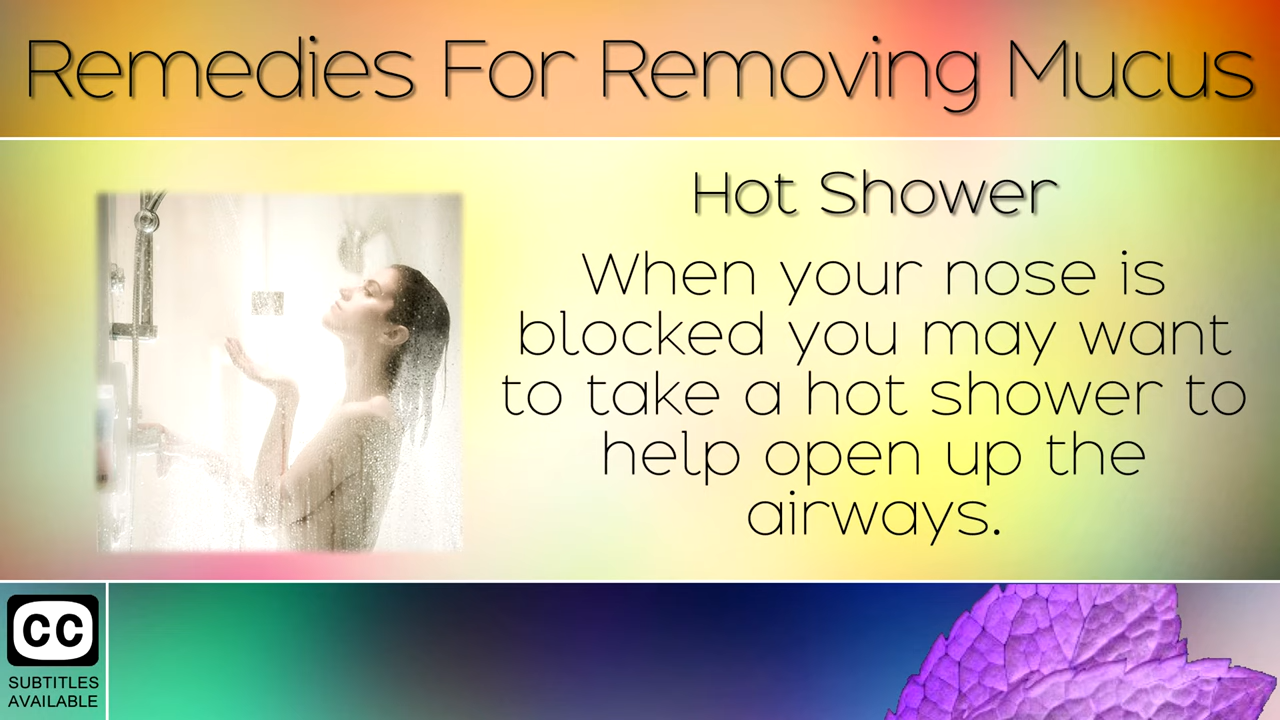 Remedies For Removing Mucus
Hot Shower
When your nose is
blocked you may want
to take a hot shower to
help open up the
airways.
CC
SUBTITLES
AVAILABLE